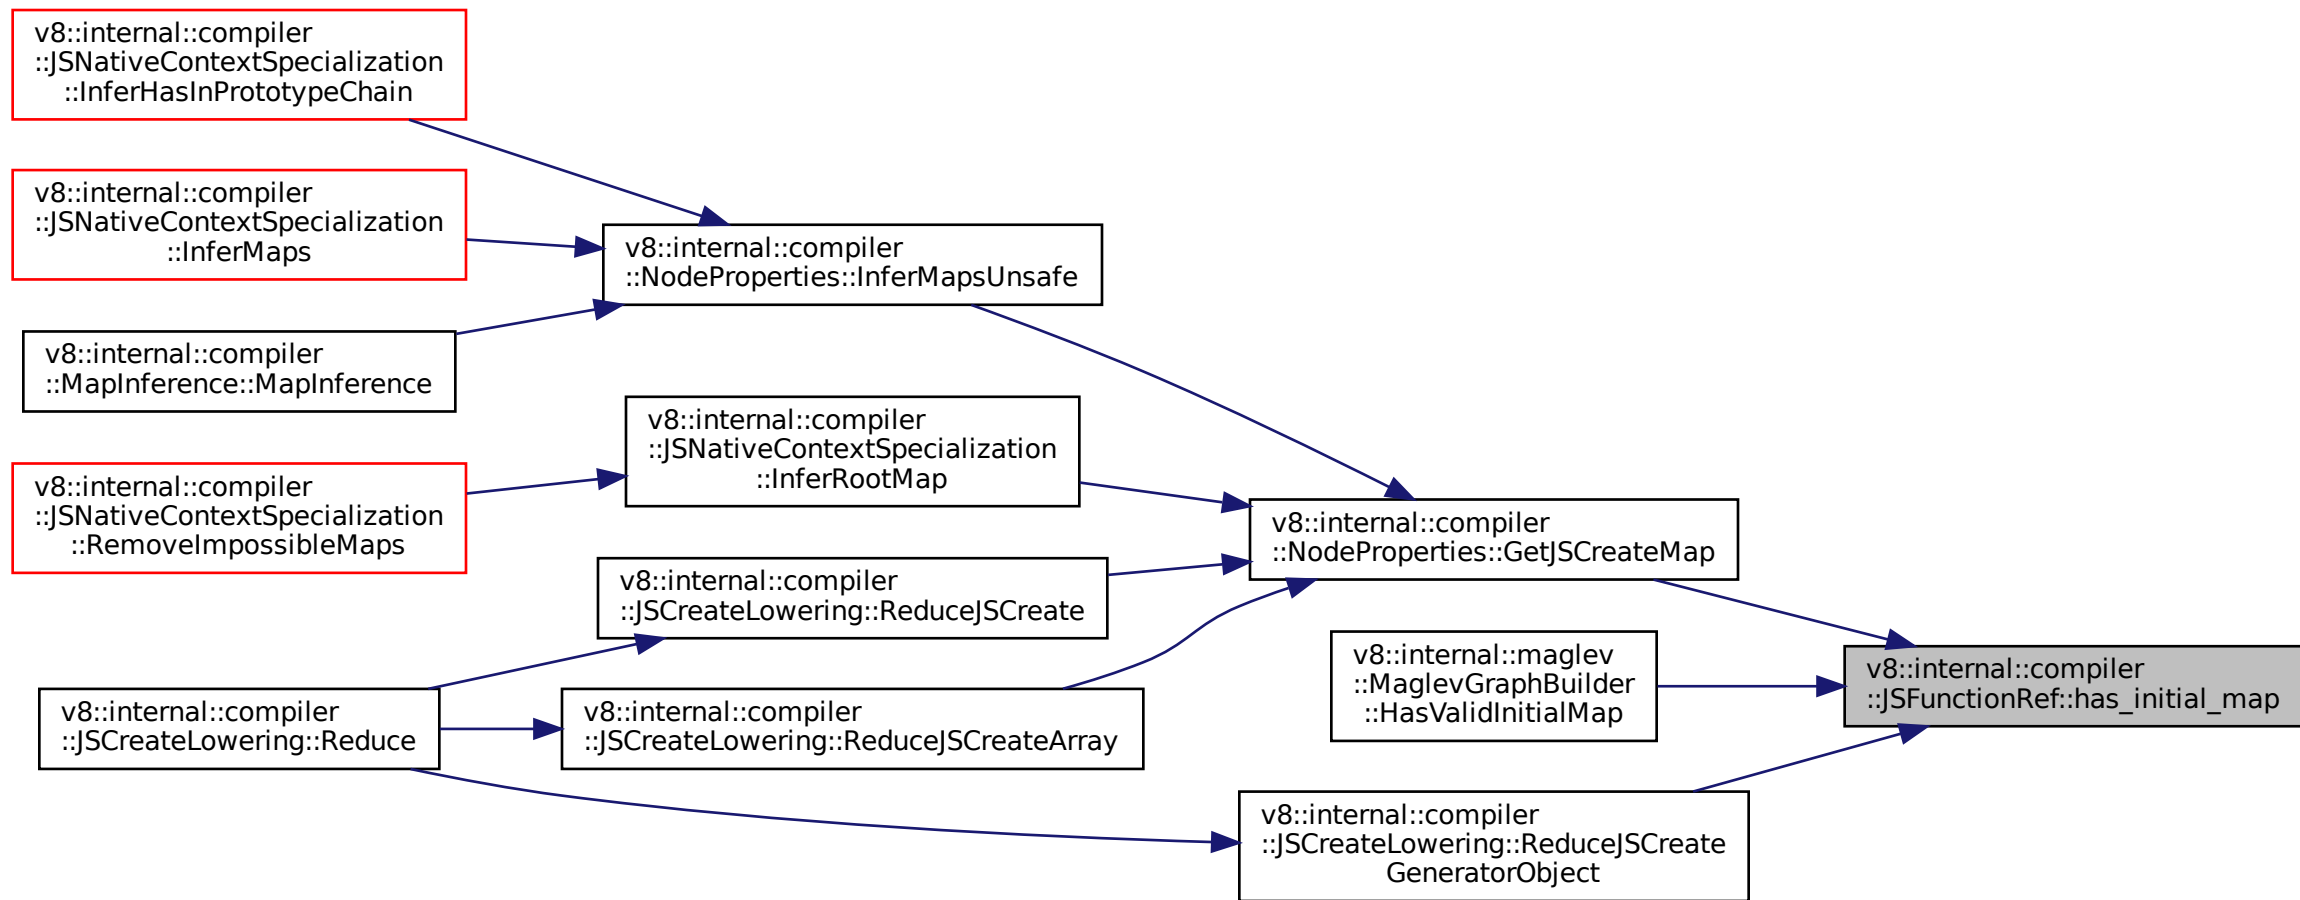 v8::internal::compiler
::JSNativeContextSpecialization
::InferHasInPrototypeChain
v8::internal::compiler
::JSNativeContextSpecialization
::InferMaps
v8::internal::compiler
::NodeProperties::InferMapsUnsafe
v8::internal::compiler
::MapInference::MapInference
v8::internal::compiler
::JSNativeContextSpecialization
::InferRootMap
v8::internal::compiler
::JSNativeContextSpecialization
::RemoveImpossibleMaps
v8::internal::compiler
::NodeProperties::GetJSCreateMap
v8::internal::compiler
::JSCreateLowering::ReduceJSCreate
v8::internal::maglev
::MaglevGraphBuilder
::HasValidInitialMap
v8::internal::compiler
::JSFunctionRef::has_initial_map
v8::internal::compiler
::JSCreateLowering::Reduce
v8::internal::compiler
::JSCreateLowering::ReduceJSCreateArray
v8::internal::compiler
::JSCreateLowering::ReduceJSCreate
GeneratorObject